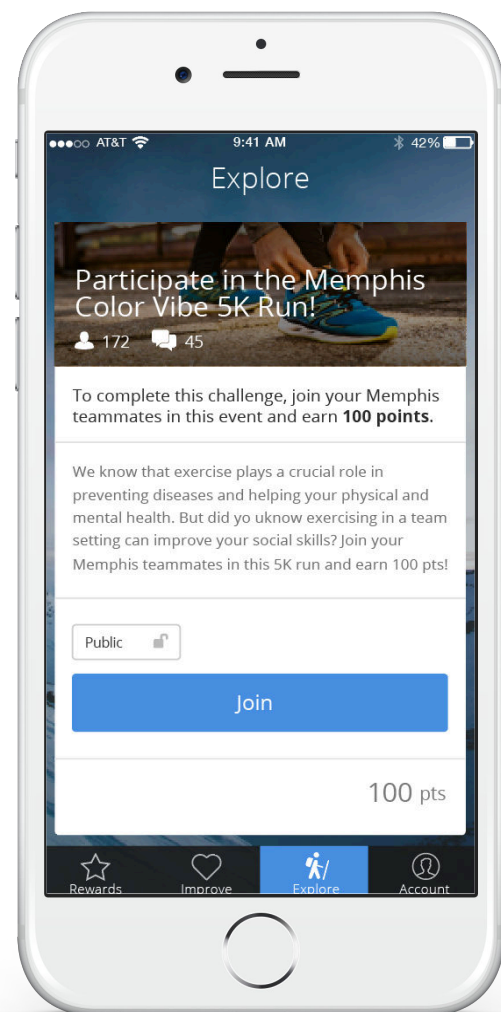 AT&T 9:41 AM 42%
Explore
Participate in the Memphis
Color Vibe 5K Run!
172 45
To complete this challenge, join your Memphis
teammates in this event and earn 100 points.
We know that exercise plays a crucial role in
preventing diseases and helping your physical and
mental health. But did yo uknow exercising in a team
setting can improve your social skills? Join your
Memphis teammates in this 5K run and earn 100 pts!
Public
Join
100 pts
Rewards Improve Explore Account